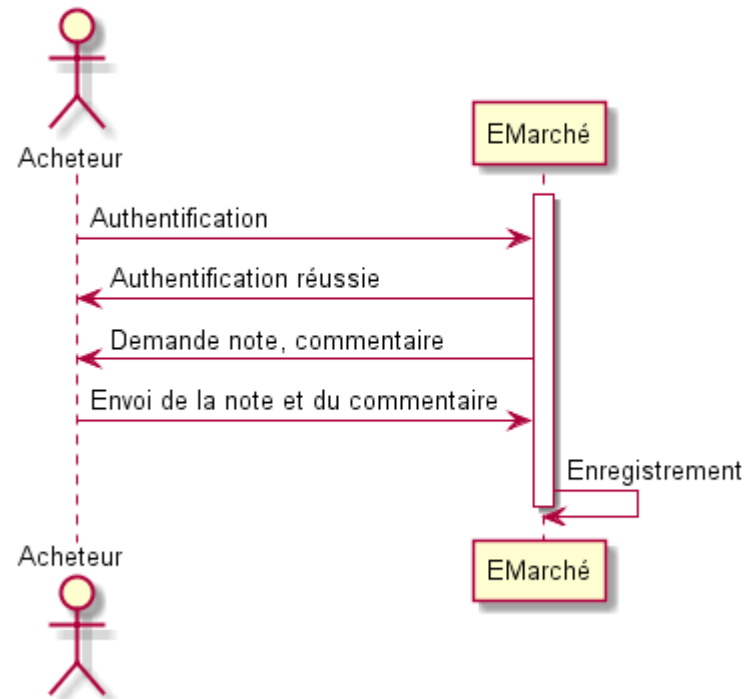 Acheteur
EMarché
Authentification
Authentification réussie
Demande note, commentaire
Envoi de la note et du commentaire
Enregistrement
Acheteur
EMarché